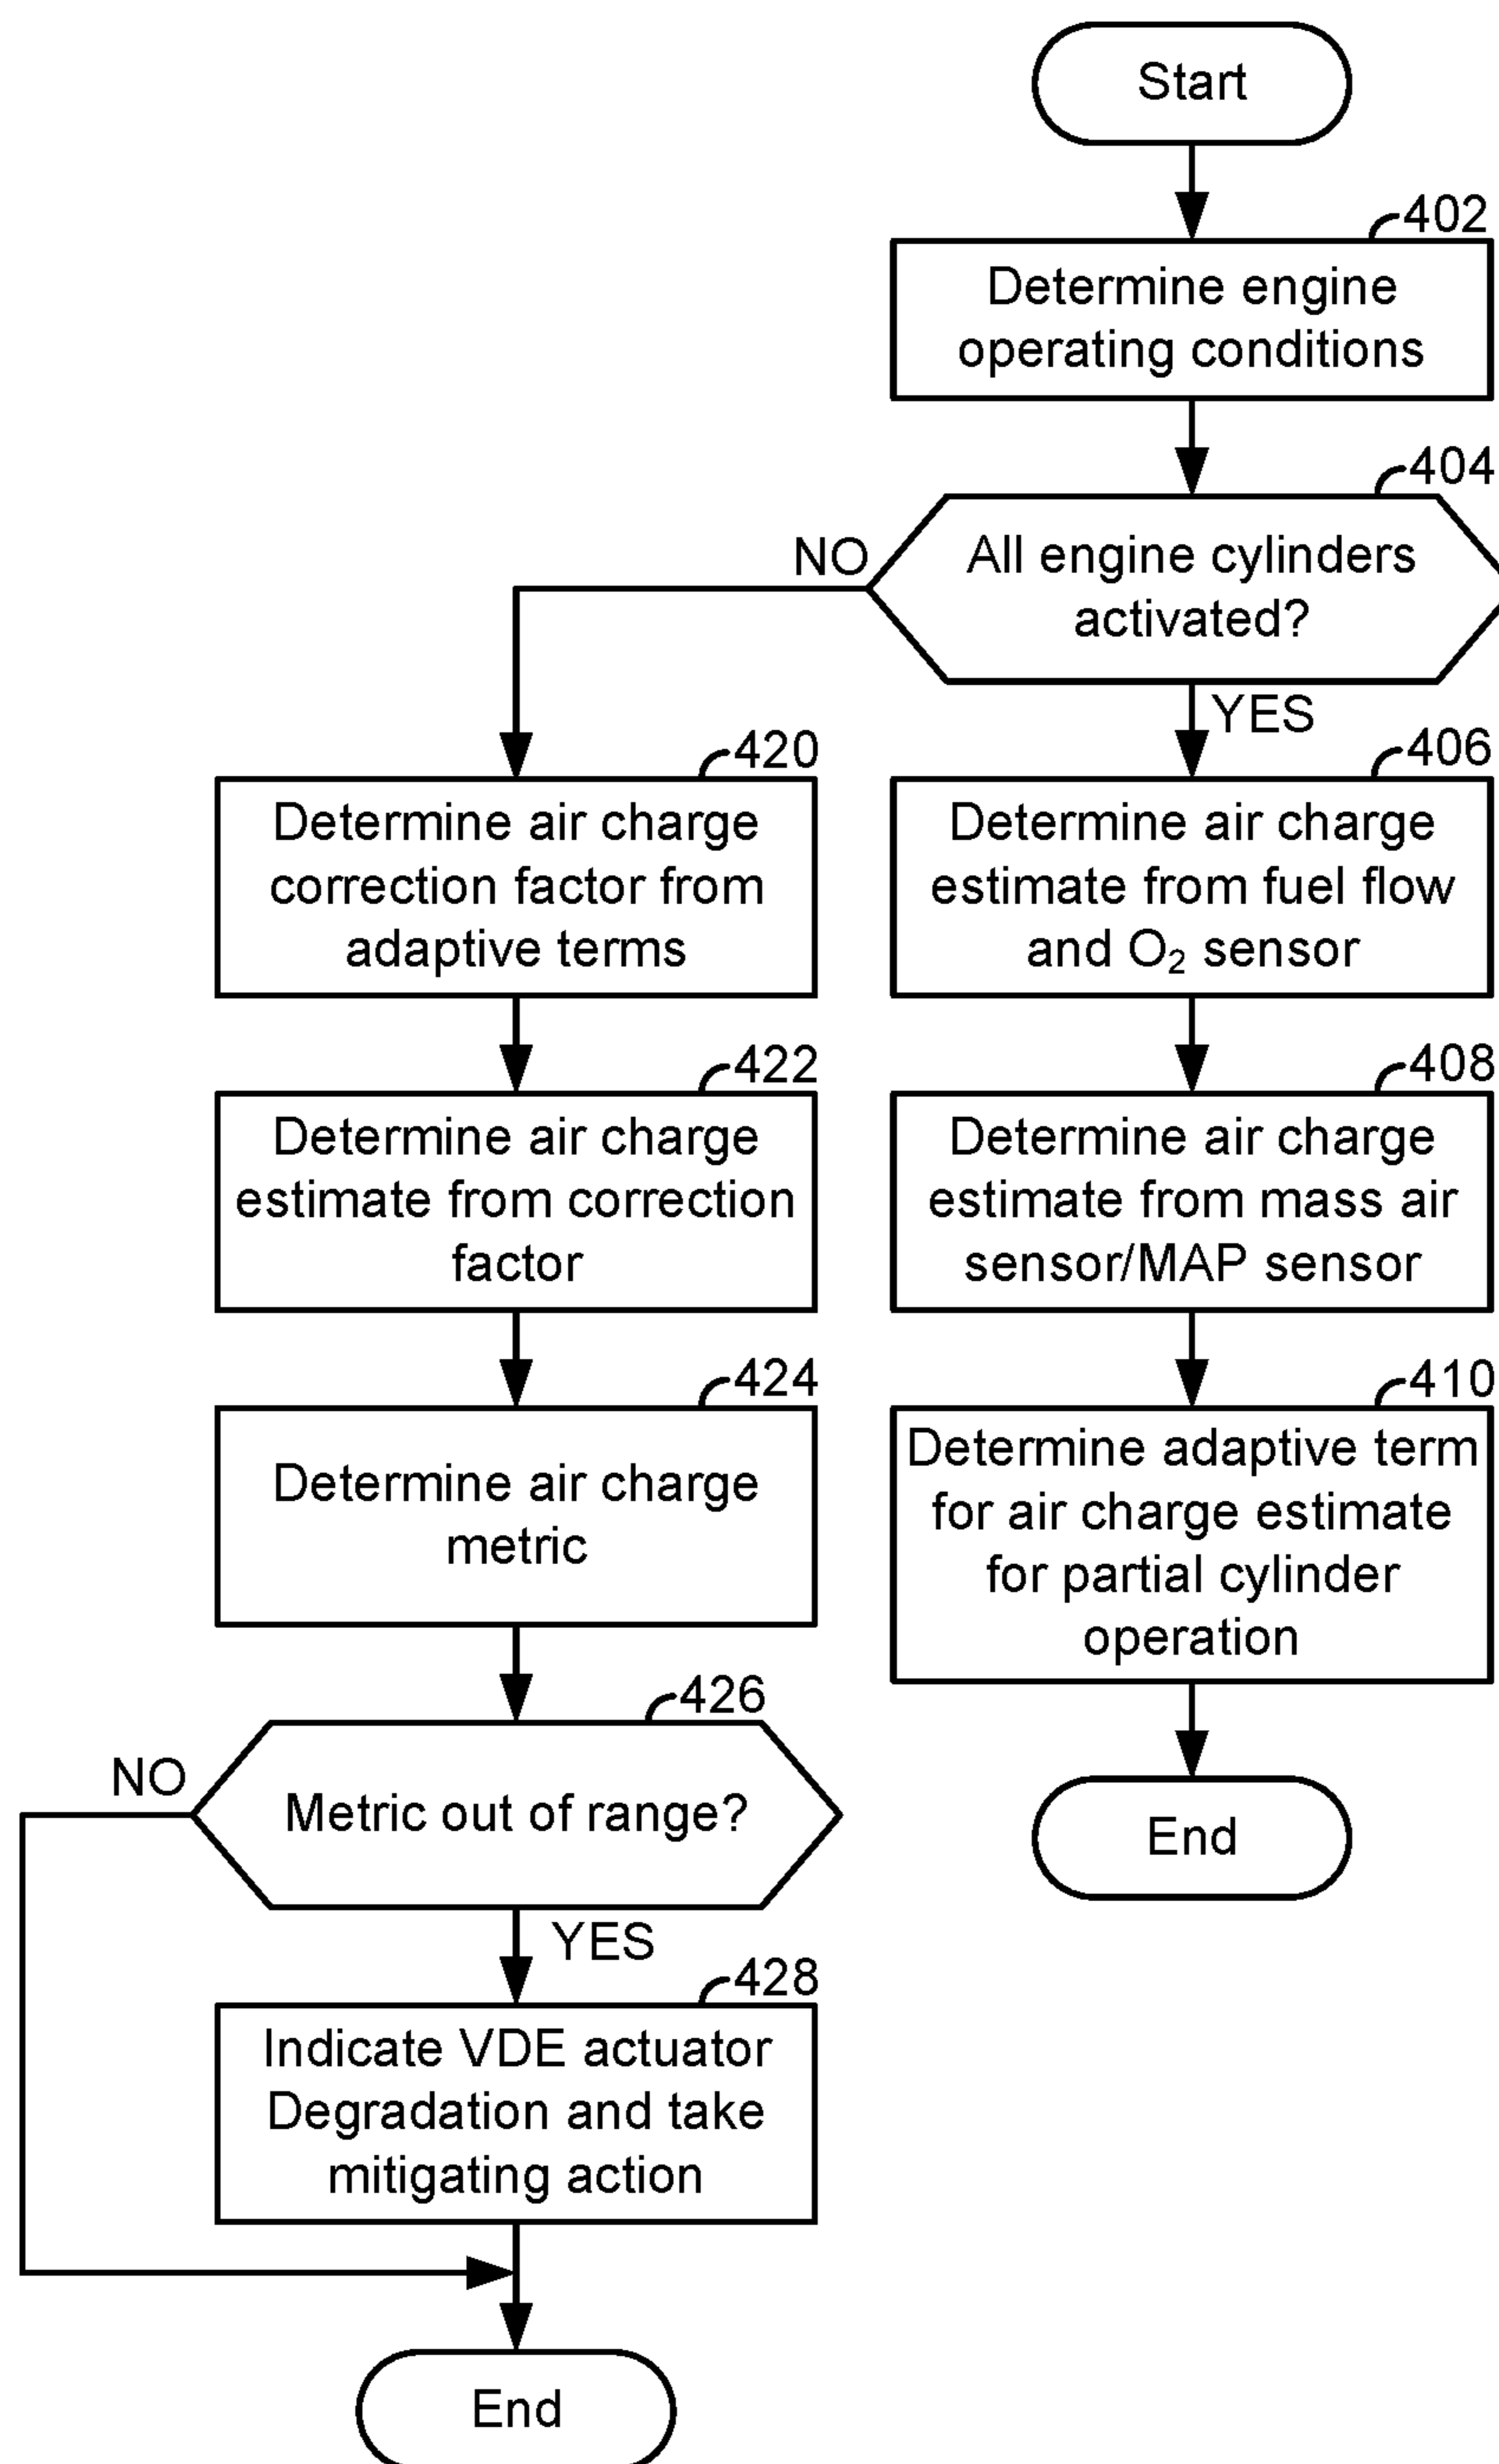 Start
402
Determine engine
operating conditions
404
All engine cylinders
activated?
NO
YES
420
Determine air charge
correction factor from
adaptive terms
406
Determine air charge
estimate from fuel flow
and O₂ sensor
422
Determine air charge
estimate from correction
factor
408
Determine air charge
estimate from mass air
sensor/MAP sensor
424
Determine air charge
metric
410
Determine adaptive term
for air charge estimate
for partial cylinder
operation
426
NO
Metric out of range?
End
YES
428
Indicate VDE actuator
Degradation and take
mitigating action
End